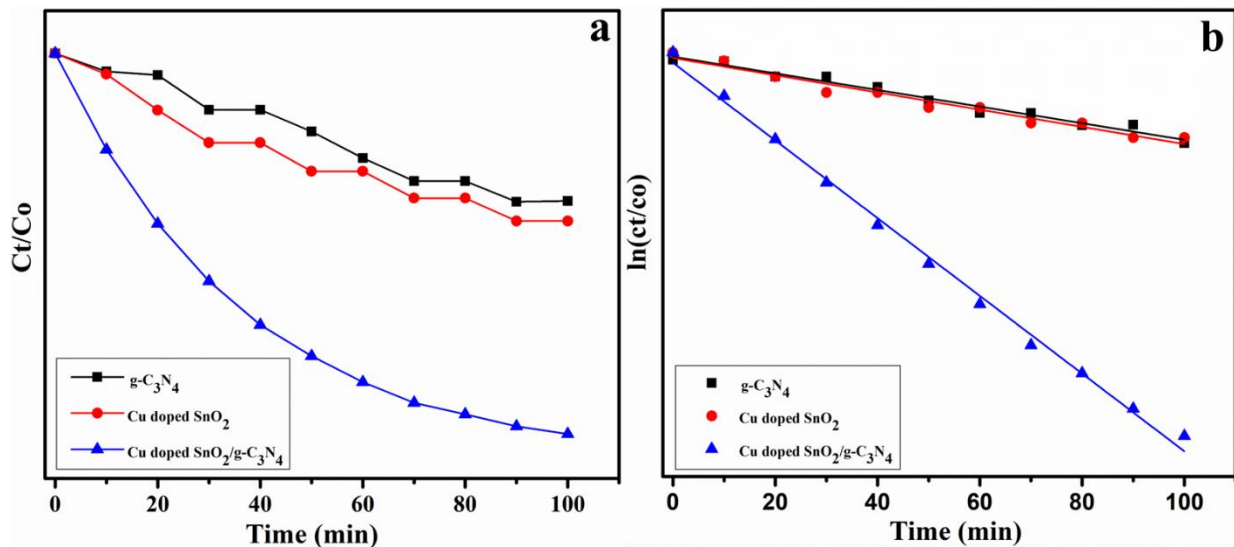 a
Ct/Co
g-C3N4
Cu doped SnO2
Cu doped SnO2/g-C3N4
0 20 40 60 80 100
Time (min)
b
ln(ct/co)
g-C3N4
Cu doped SnO2
Cu doped SnO2/g-C3N4
0 20 40 60 80 100
Time (min)